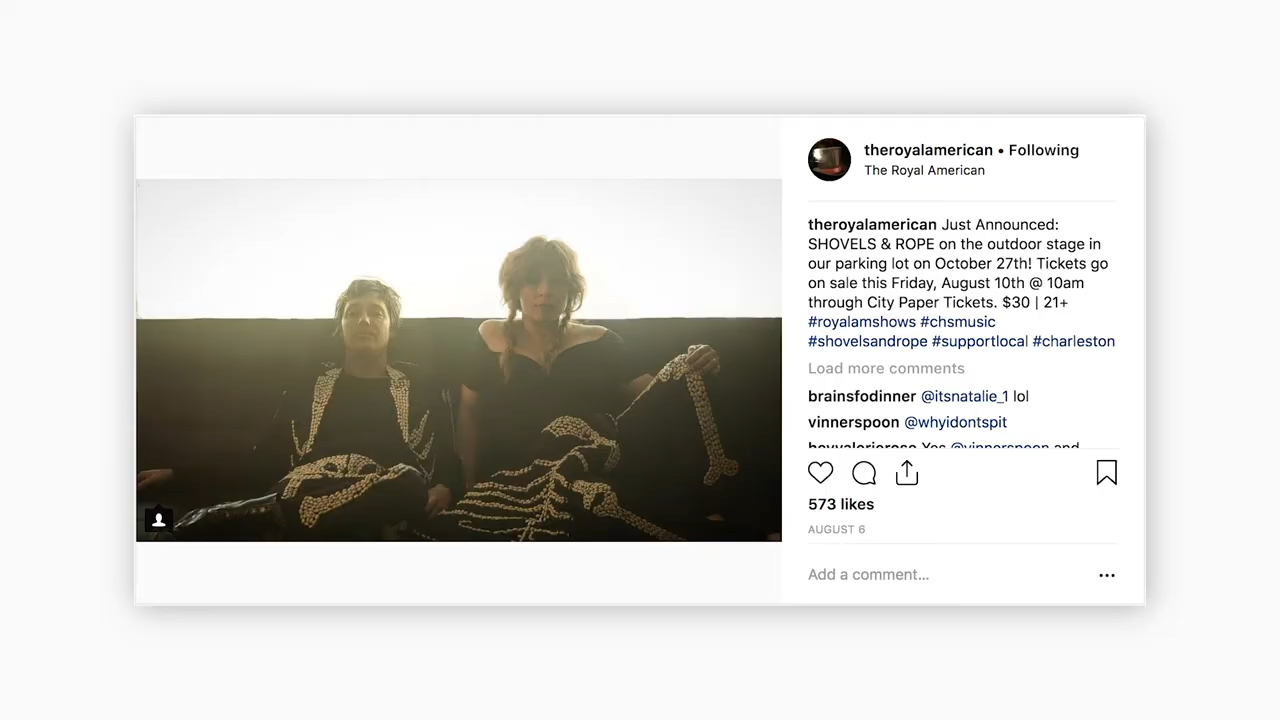 theroyalamerican • Following
The Royal American
theroyalamerican Just Announced:
SHOVELS & ROPE on the outdoor stage in
our parking lot on October 27th! Tickets go
on sale this Friday, August 10th @ 10am
through City Paper Tickets. $30 | 21+
#royalamshows #chsmusic
#shovelsandrope #supportlocal #charleston
Load more comments
brainsfodinner @itsnatalie_1 lol
vinnerspoon @whyidontspit
Yes @vinnerspoon and
573 likes
AUGUST 6
Add a comment...